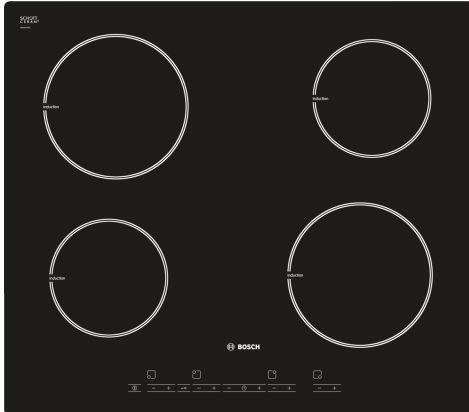 SCHOTT
CERAN®
Induction
Induction
Induction
Induction
BOSCH
- +
- +
- +
- +
- +